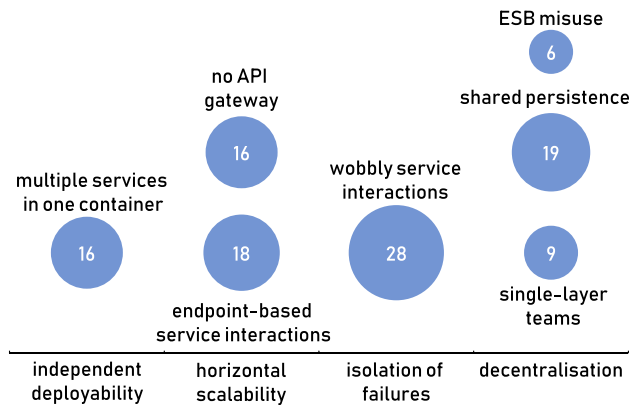 ESB misuse
6
no API
gateway
16
shared persistence
19
multiple services
in one container
16
wobbly service
interactions
28
18
endpoint-based
service interactions
9
single-layer
teams
independent
deployability
horizontal
scalability
isolation of
failures
decentralisation